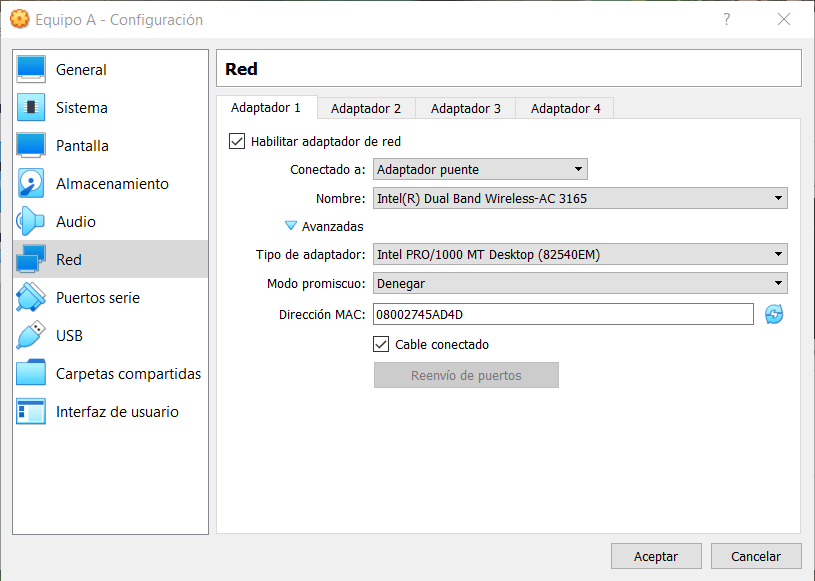 Equipo A - Configuración
?
General
Sistema
Pantalla
Almacenamiento
Audio
Red
Puertos serie
USB
Carpetas compartidas
Interfaz de usuario
Red
Adaptador 1 Adaptador 2 Adaptador 3 Adaptador 4
Habilitar adaptador de red
Conectado a: Adaptador puente
Nombre: Intel(R) Dual Band Wireless-AC 3165
Avanzadas
Tipo de adaptador: Intel PRO/1000 MT Desktop (82540EM)
Modo promiscuo: Denegar
Dirección MAC: 08002745AD4D
Cable conectado
Reenvío de puertos
Aceptar Cancelar